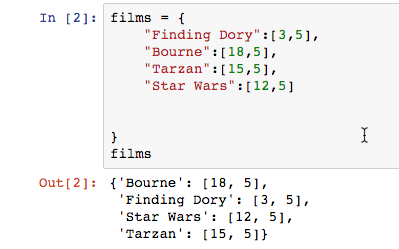 In [2]: films = {
"Finding Dory":[3,5],
"Bourne":[18,5],
"Tarzan":[15,5],
"Star Wars":[12,5]
}
films
Out[2]: {'Bourne': [18, 5],
'Finding Dory': [3, 5],
'Star Wars': [12, 5],
'Tarzan': [15, 5]}